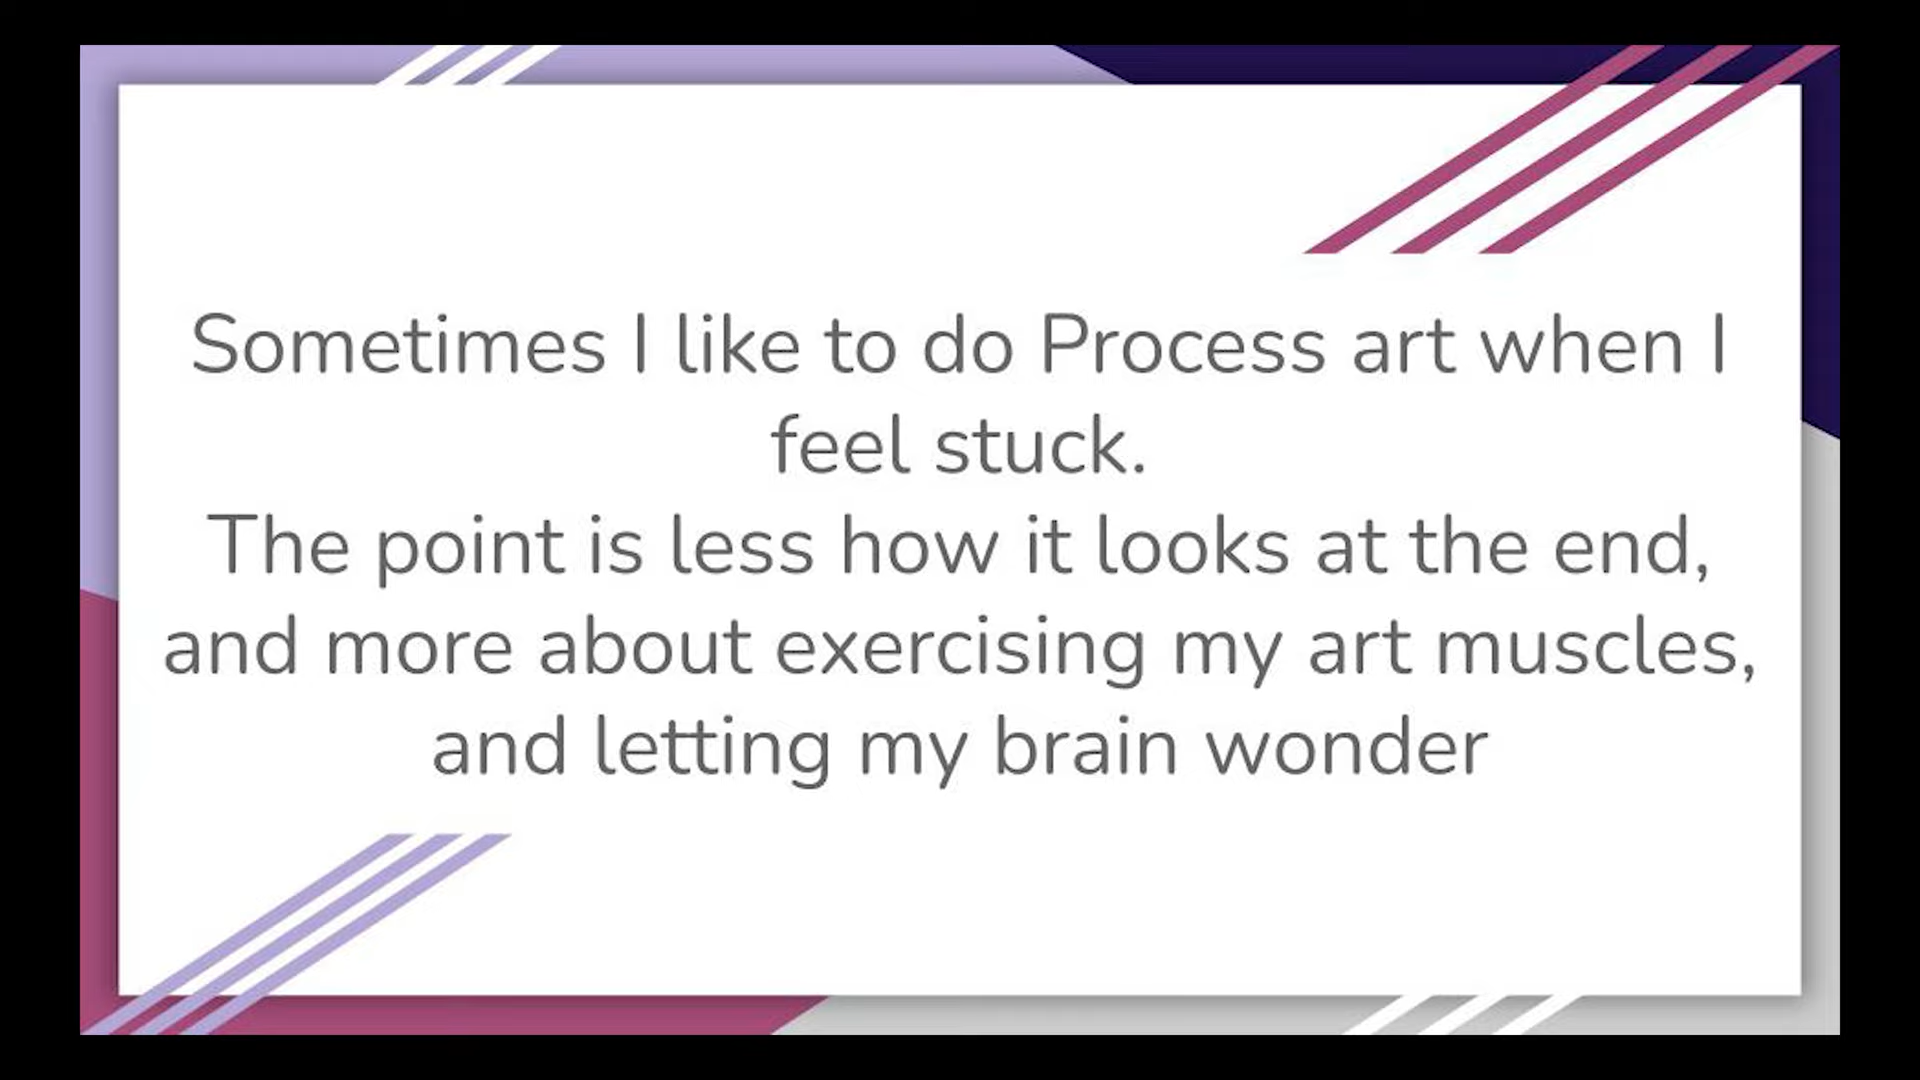 Sometimes I like to do Process art when I
feel stuck.
The point is less how it looks at the end,
and more about exercising my art muscles,
and letting my brain wonder